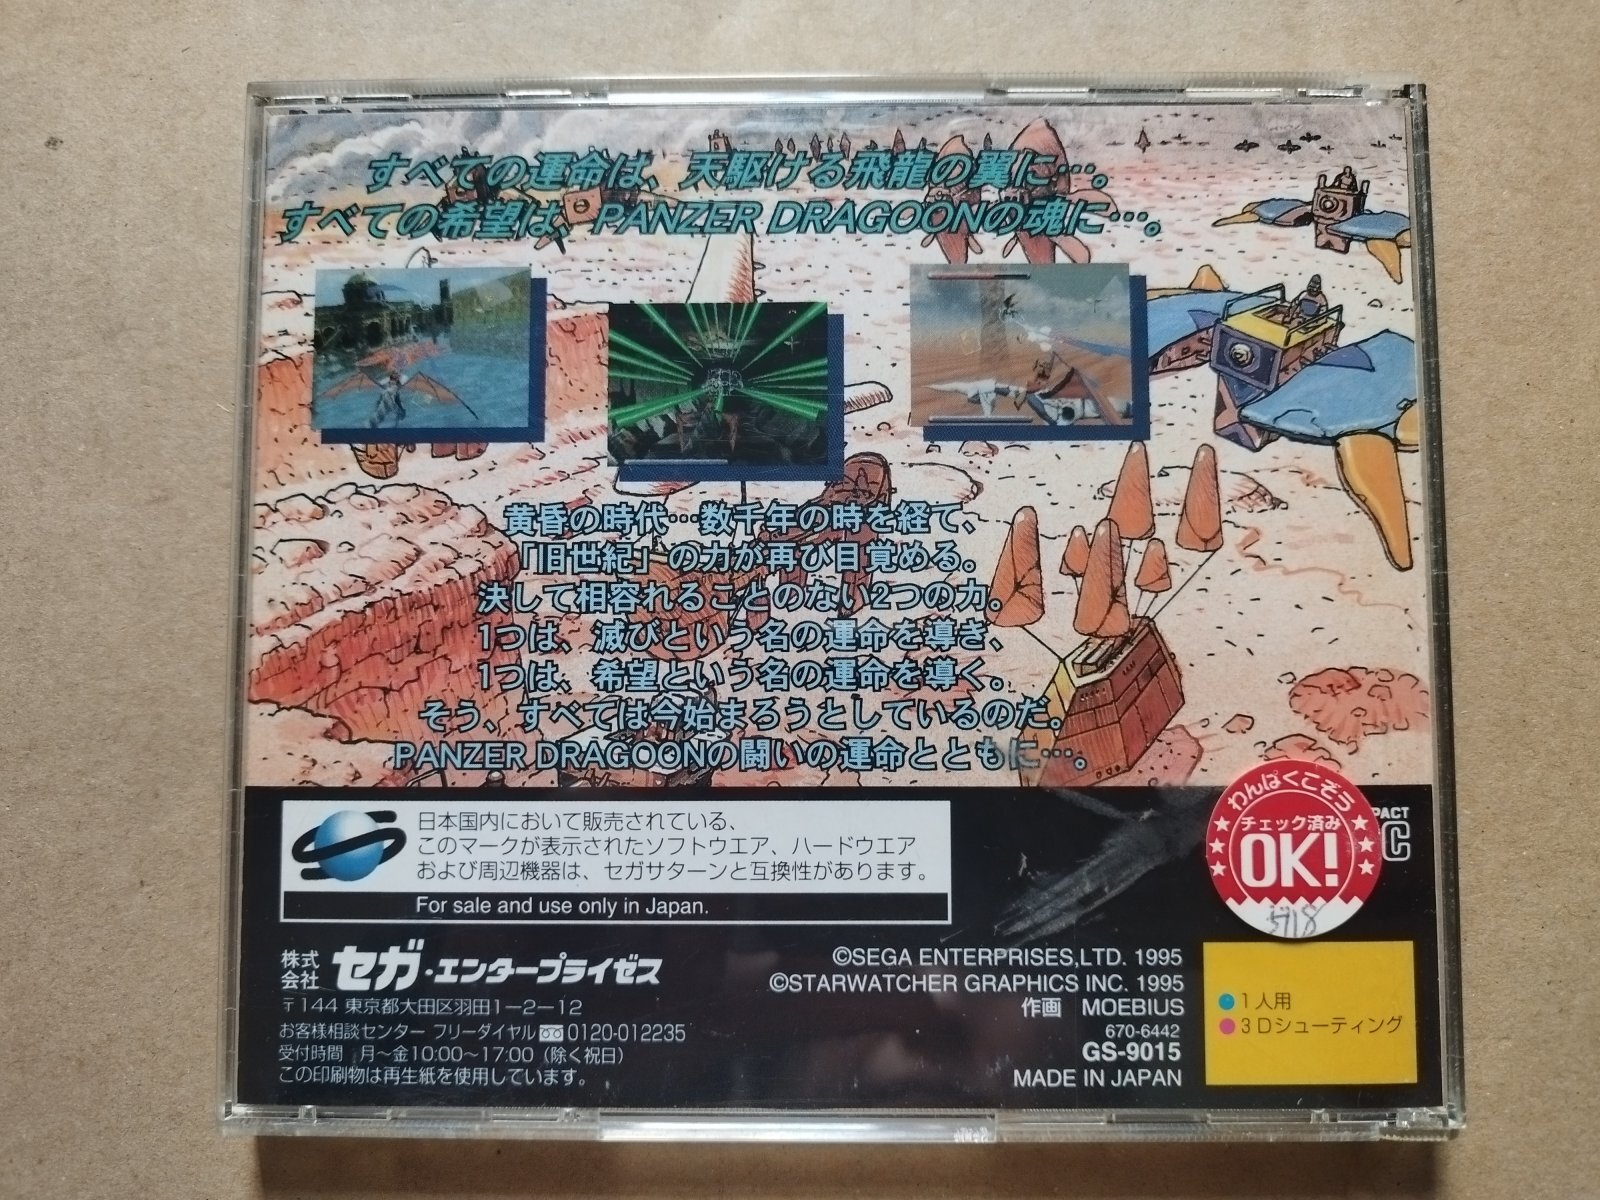 すべての運命は、天駆ける飛龍の翼に…。
すべての希望は、PANZER DRAGOONの魂に…。
黄昏の時代…数千年の時を経て、
「旧世紀」の力が再び目覚める。
決して相容れることのない2つの力。
1つは、滅びという名の運命を導き、
1つは、希望という名の運命を導く。
そう、すべては今始まろうとしているのだ。
PANZER DRAGOONの闘いの運命とともに…。
日本国内において販売されている、
このマークが表示されたソフトウエア、ハードウエア
および周辺機器は、セガサターンと互換性があります。
For sale and use only in Japan.
わんぱくこぞう
チェック済み
OK!
PACT
株式会社 セガ・エンタープライゼス
〒144 東京都大田区羽田1-2-12
お客様相談センター フリーダイヤル 0120-012235
受付時間 月〜金10:00〜17:00 (除く祝日)
この印刷物は再生紙を使用しています。
©SEGA ENTERPRISES,LTD. 1995
©STARWATCHER GRAPHICS INC. 1995
作画 MOEBIUS
670-6442
GS-9015
MADE IN JAPAN
●1人用
●3Dシューティング